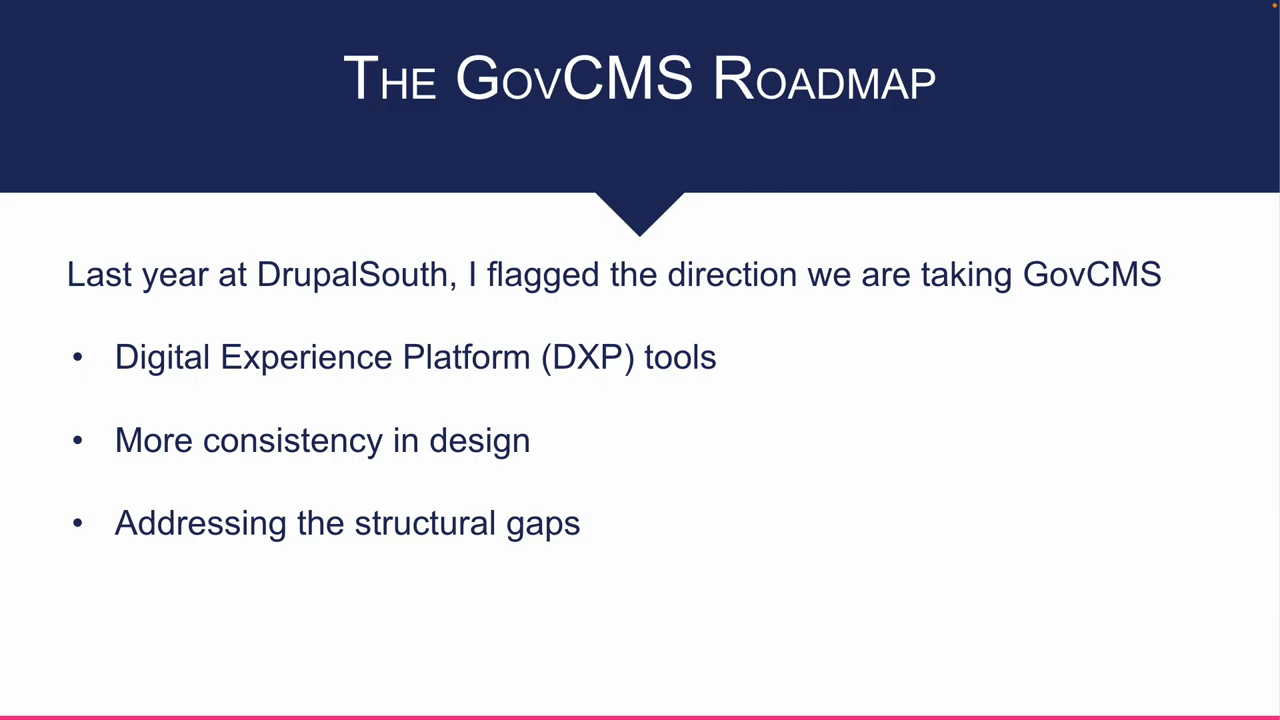 The GovCMS Roadmap
Last year at DrupalSouth, I flagged the direction we are taking GovCMS
• Digital Experience Platform (DXP) tools
• More consistency in design
• Addressing the structural gaps